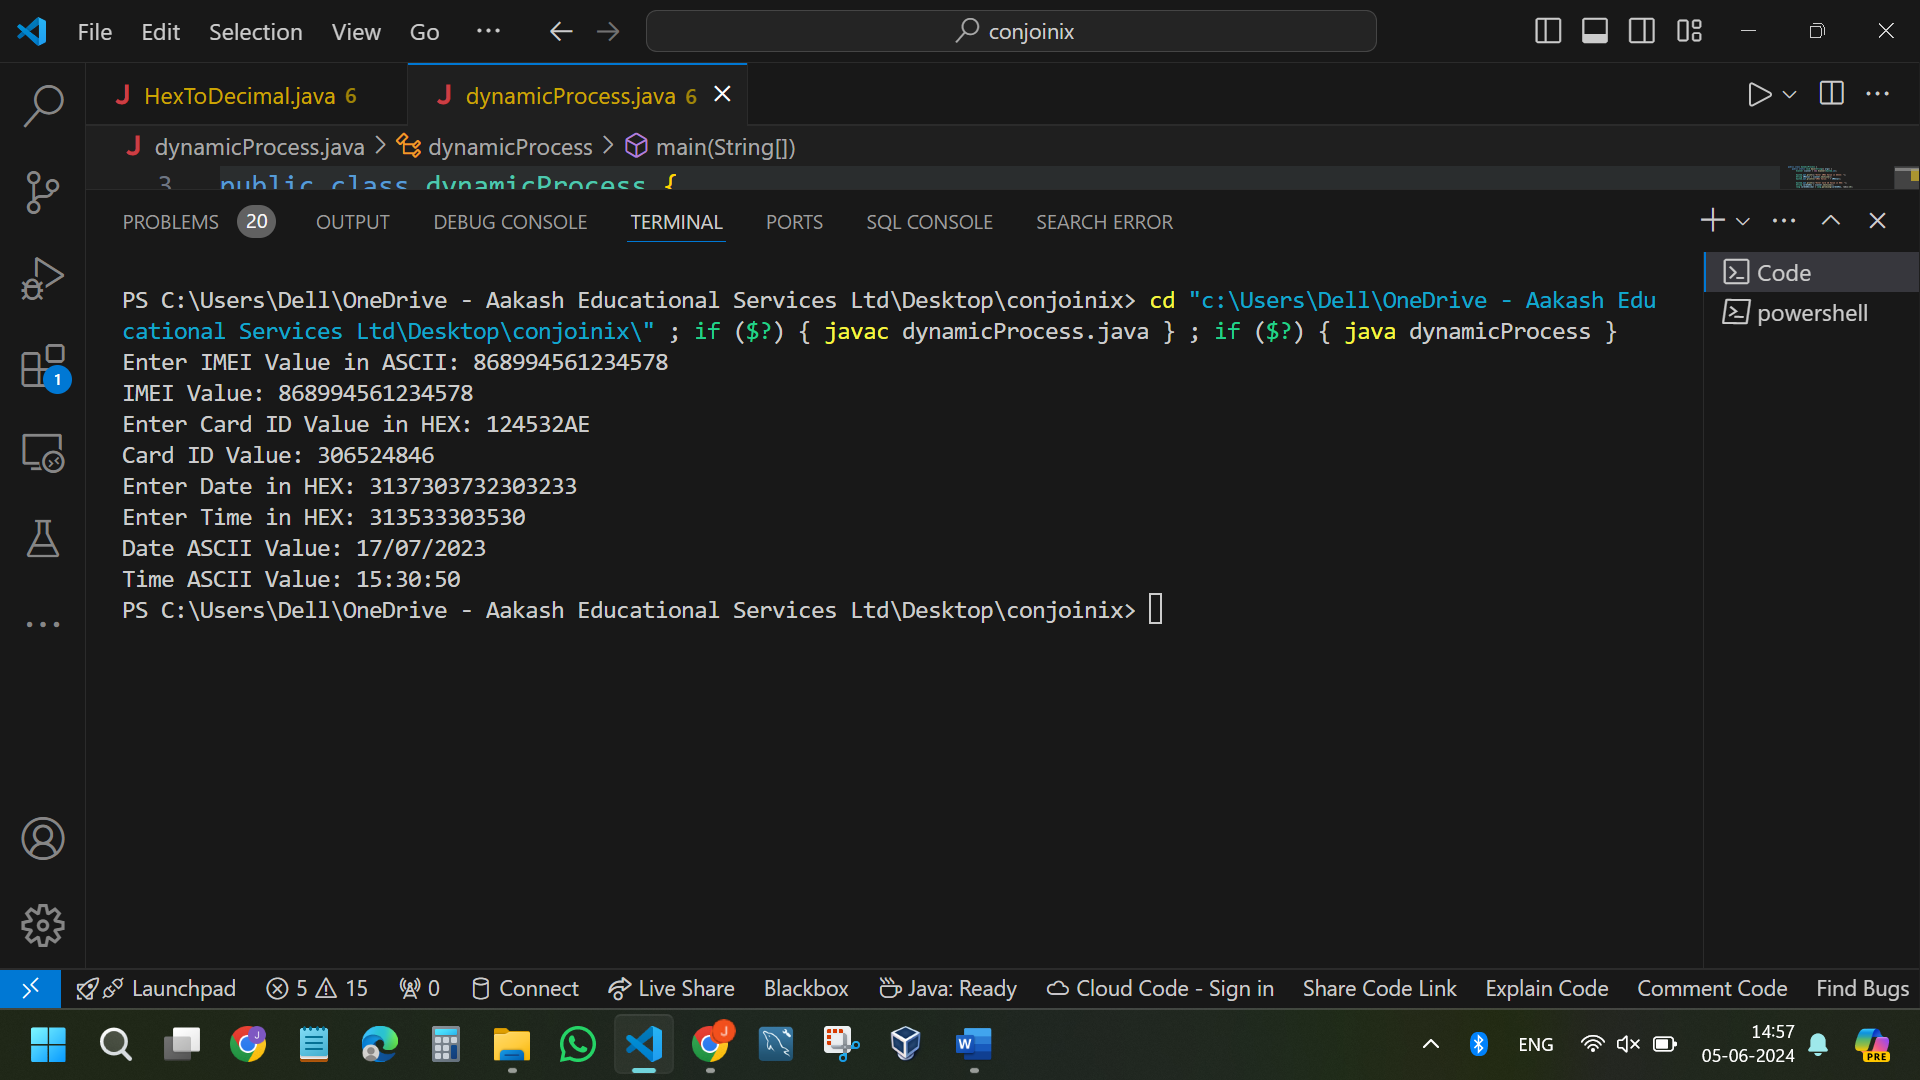 File Edit Selection View Go ... conjoinix
J HexToDecimal.java 6 J dynamicProcess.java 6
J dynamicProcess.java > dynamicProcess > main(String[])
3 public class dynamicProcess {
PROBLEMS 20 OUTPUT DEBUG CONSOLE TERMINAL PORTS SQL CONSOLE SEARCH ERROR
Code
powershell
PS C:\Users\Dell\OneDrive - Aakash Educational Services Ltd\Desktop\conjoinix> cd "c:\Users\Dell\OneDrive - Aakash Edu
cational Services Ltd\Desktop\conjoinix\" ; if ($?) { javac dynamicProcess.java } ; if ($?) { java dynamicProcess }
Enter IMEI Value in ASCII: 868994561234578
IMEI Value: 868994561234578
Enter Card ID Value in HEX: 124532AE
Card ID Value: 306524846
Enter Date in HEX: 3137303732303233
Enter Time in HEX: 313533303530
Date ASCII Value: 17/07/2023
Time ASCII Value: 15:30:50
PS C:\Users\Dell\OneDrive - Aakash Educational Services Ltd\Desktop\conjoinix>
1
Launchpad 5 15 0 Connect Live Share Blackbox Java: Ready Cloud Code - Sign in Share Code Link Explain Code Comment Code Find Bugs
ENG 14:57
05-06-2024
PRE